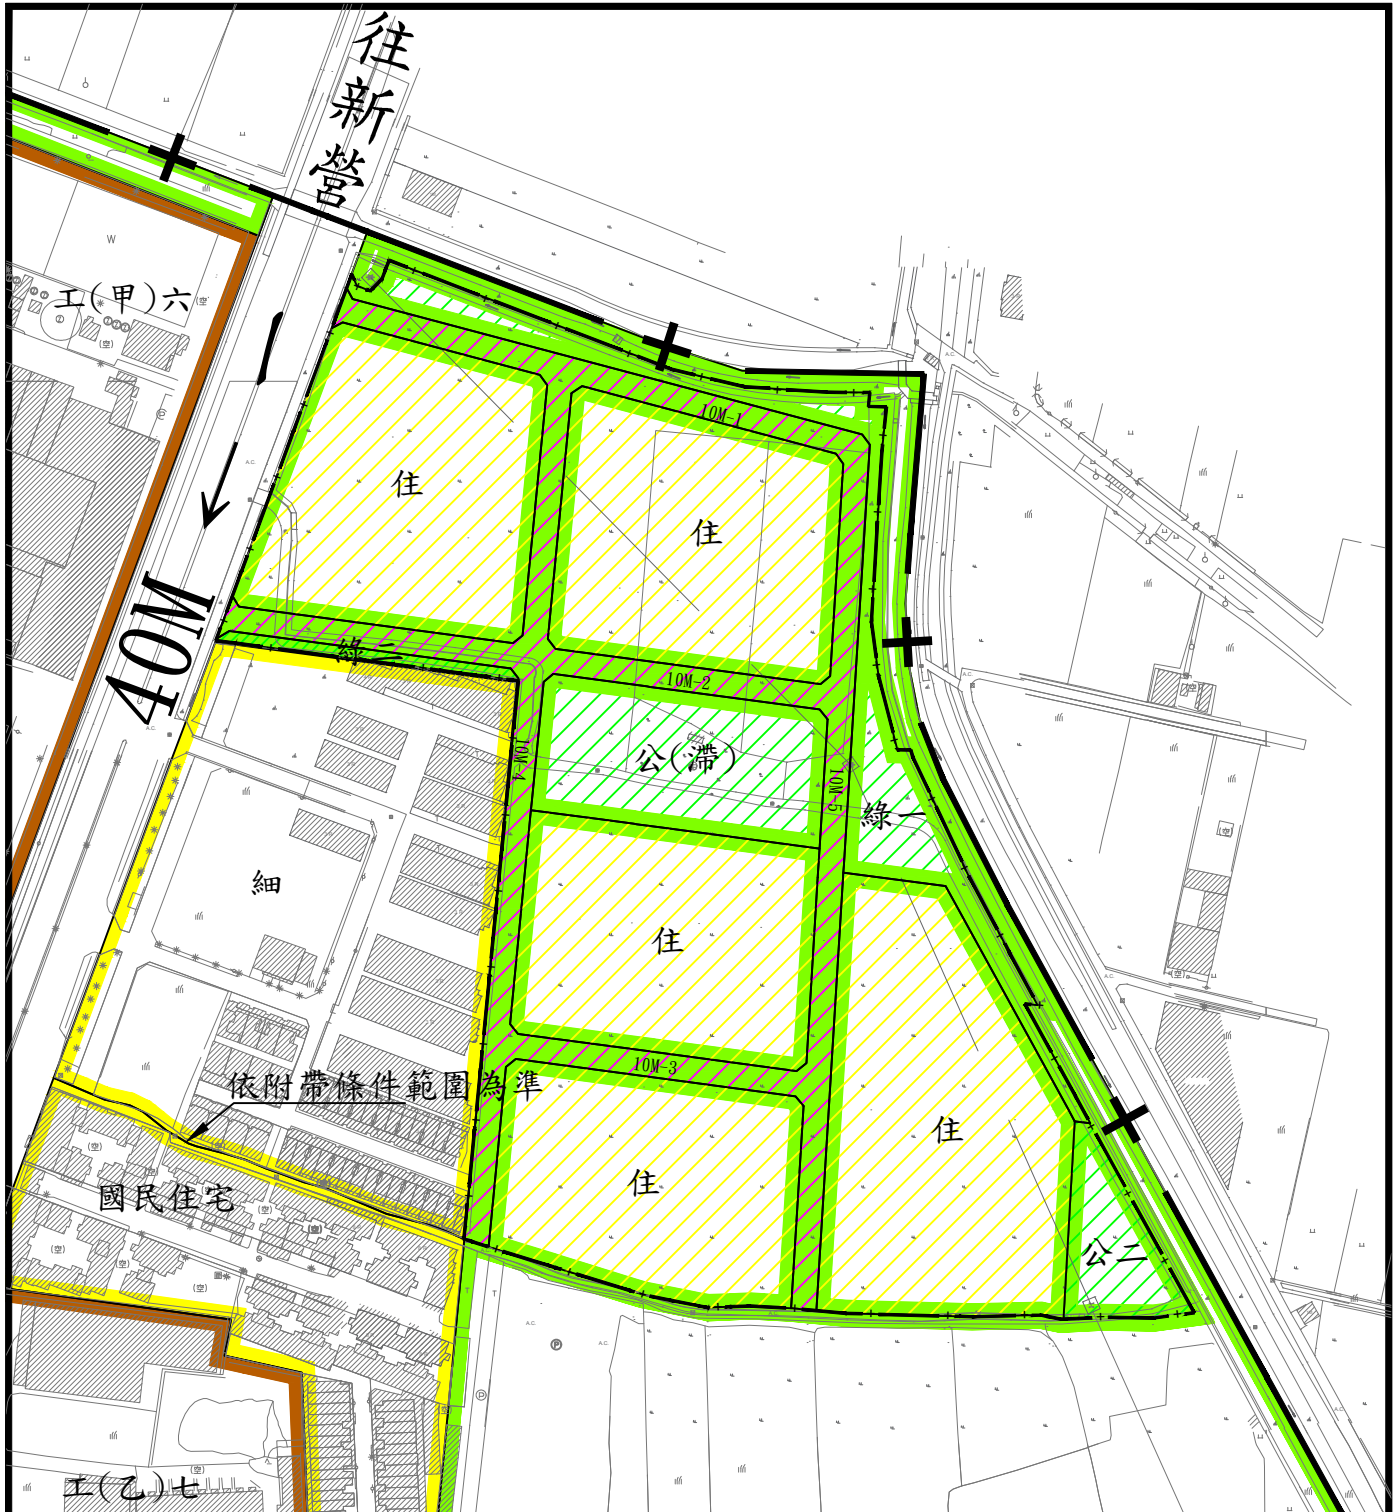 往新營
工(甲)六
10M-1
住
住
40M
綠二
10M-2
10M-4
公(滯)
10M-5
綠一
細
住
10M-3
依附帶條件範圍為準
住
住
國民住宅
公二
工(乙)七